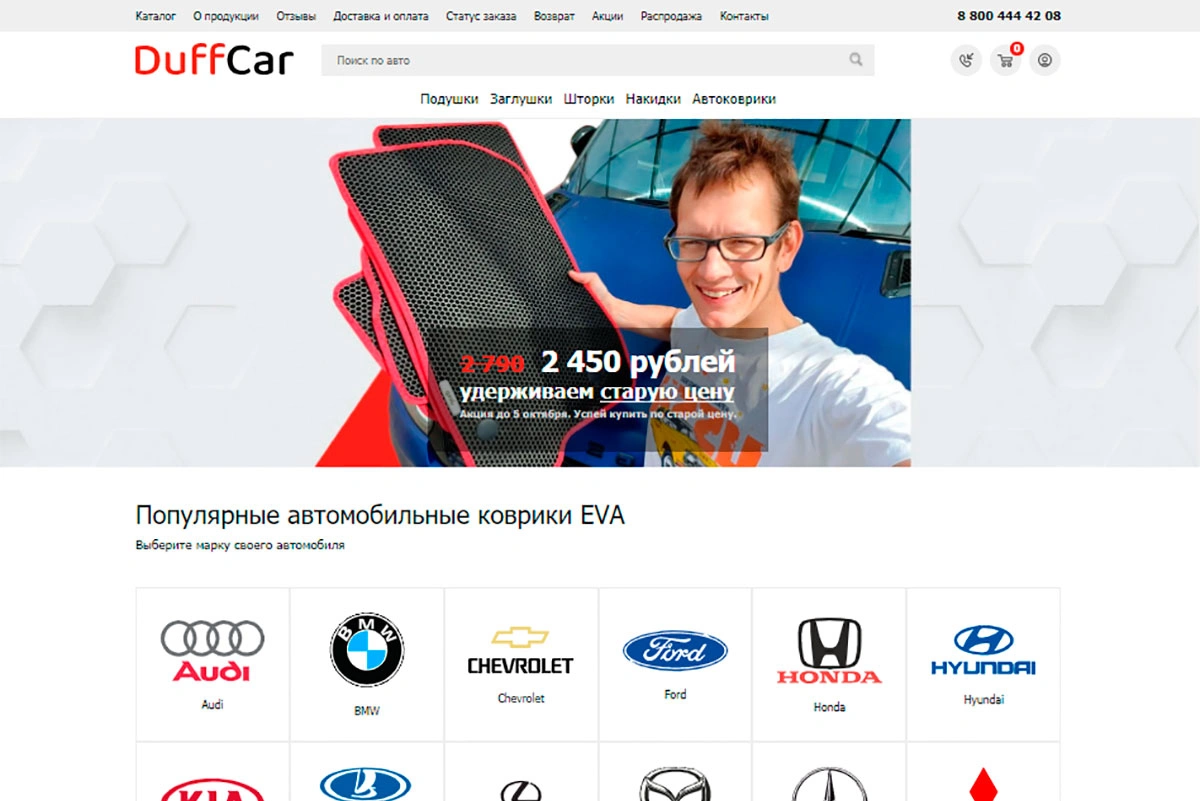 Каталог О продукции Отзывы Доставка и оплата Статус заказа Возврат Акции Распродажа Контакты 8 800 444 42 08
DuffCar Поиск по авто 0
Подушки Заглушки Шторки Накидки Автоковрики
2 790 2 450 рублей
удерживаем старую цену
Акция до 5 октября. Успей купить по старой цене.
Популярные автомобильные коврики EVA
Выберите марку своего автомобиля
Audi BMW CHEVROLET Ford HONDA HYUNDAI
Audi BMW Chevrolet Ford Honda Hyundai
KIA